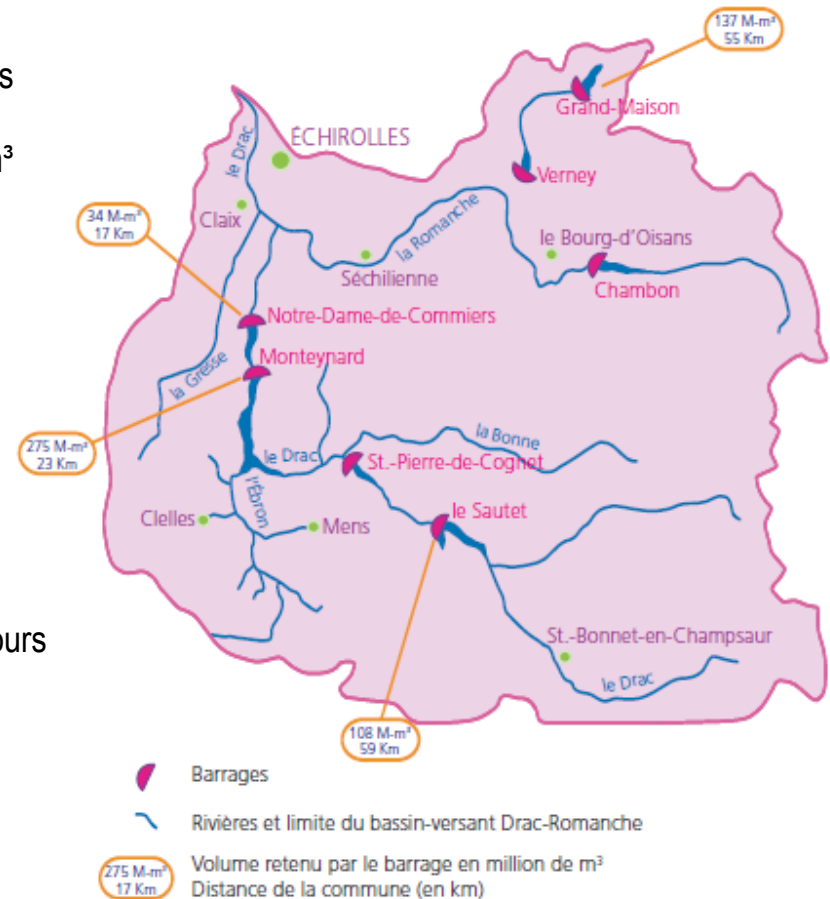 137 M-m³
55 Km
s
Grand-Maison
le Drac
ÉCHIROLLES
m³
Verney
Claix
34 M-m³
17 Km
la Romanche
le Bourg-d'Oisans
Séchilienne
Chambon
Notre-Dame-de-Commiers
Monteynard
la Gresse
275 M-m³
23 Km
la Bonne
le Drac
St.-Pierre-de-Cognet
l'Ébron
le Sautet
Clelles
Mens
ours
St.-Bonnet-en-Champsaur
le Drac
108 M-m³
59 Km
Barrages
Rivières et limite du bassin-versant Drac-Romanche
275 M-m³
17 Km
Volume retenu par le barrage en million de m³
Distance de la commune (en km)